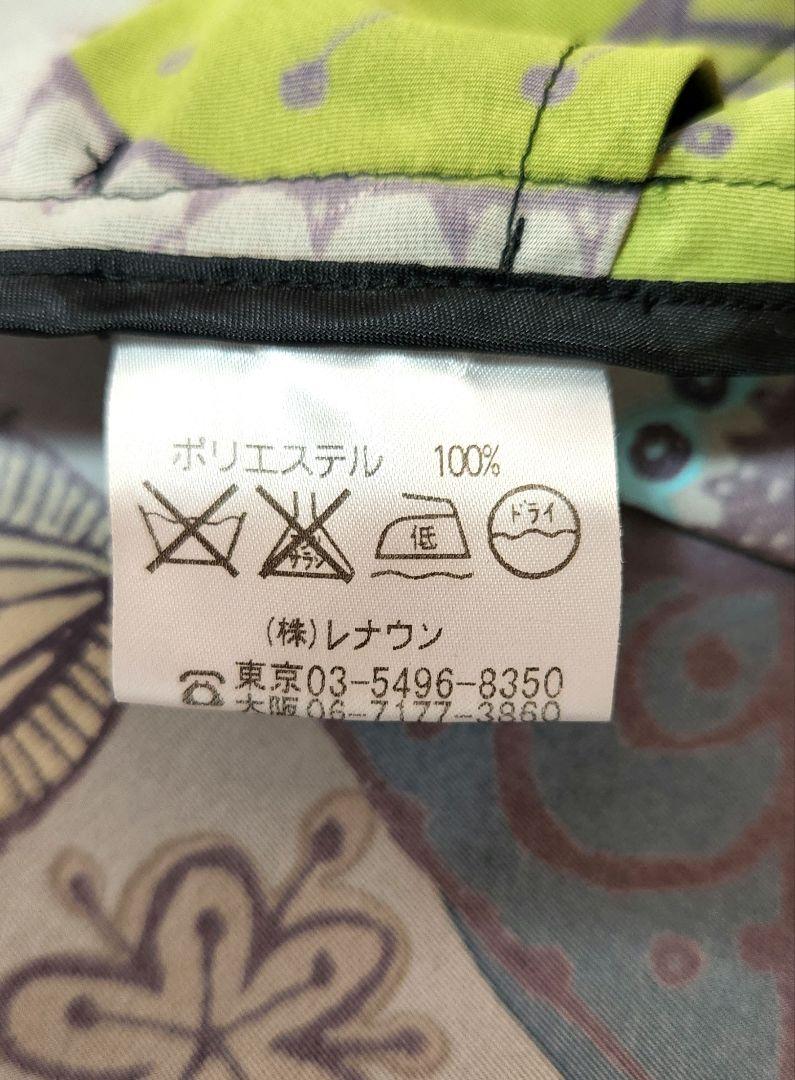 ポリエステル 100%
低 ドライ
(株)レナウン
東京03-5496-8350
大阪06-7177-3860